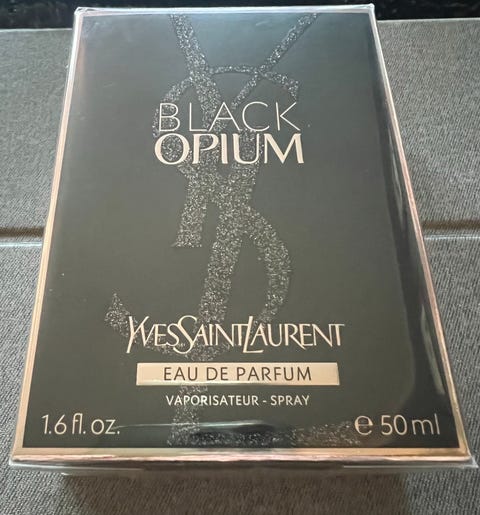 BLACK
OPIUM
YVESSAINTLAURENT
EAU DE PARFUM
VAPORISATEUR - SPRAY
1.6 fl. oz. ℮ 50 ml